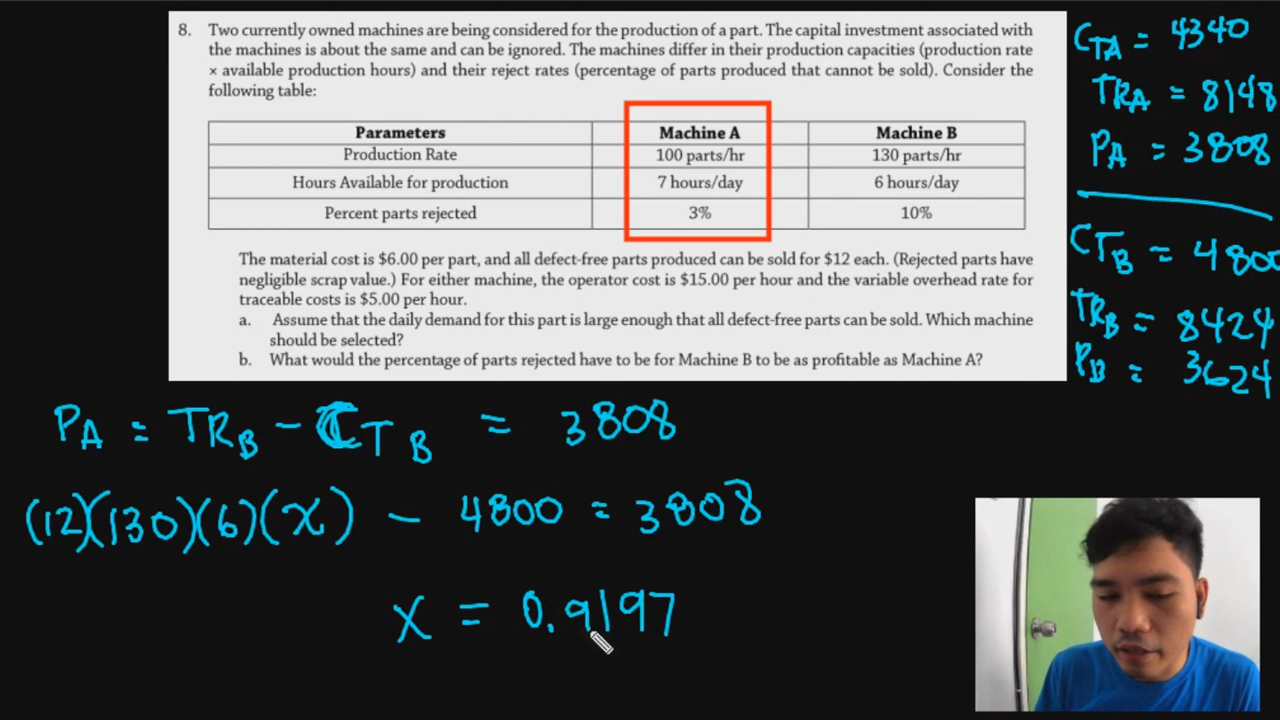 8. Two currently owned machines are being considered for the production of a part. The capital investment associated with
the machines is about the same and can be ignored. The machines differ in their production capacities (production rate
× available production hours) and their reject rates (percentage of parts produced that cannot be sold). Consider the
following table:
Parameters Machine A Machine B
Production Rate 100 parts/hr 130 parts/hr
Hours Available for production 7 hours/day 6 hours/day
Percent parts rejected 3% 10%
The material cost is $6.00 per part, and all defect-free parts produced can be sold for $12 each. (Rejected parts have
negligible scrap value.) For either machine, the operator cost is $15.00 per hour and the variable overhead rate for
traceable costs is $5.00 per hour.
a. Assume that the daily demand for this part is large enough that all defect-free parts can be sold. Which machine
should be selected?
b. What would the percentage of parts rejected have to be for Machine B to be as profitable as Machine A?
CTA = 4340
TRA = 8148
PA = 3808
CTB = 4800
TRB = 8424
PB = 3624
PA = TRB - CTB = 3808
(12)(130)(6)(x) - 4800 = 3808
x = 0.9197